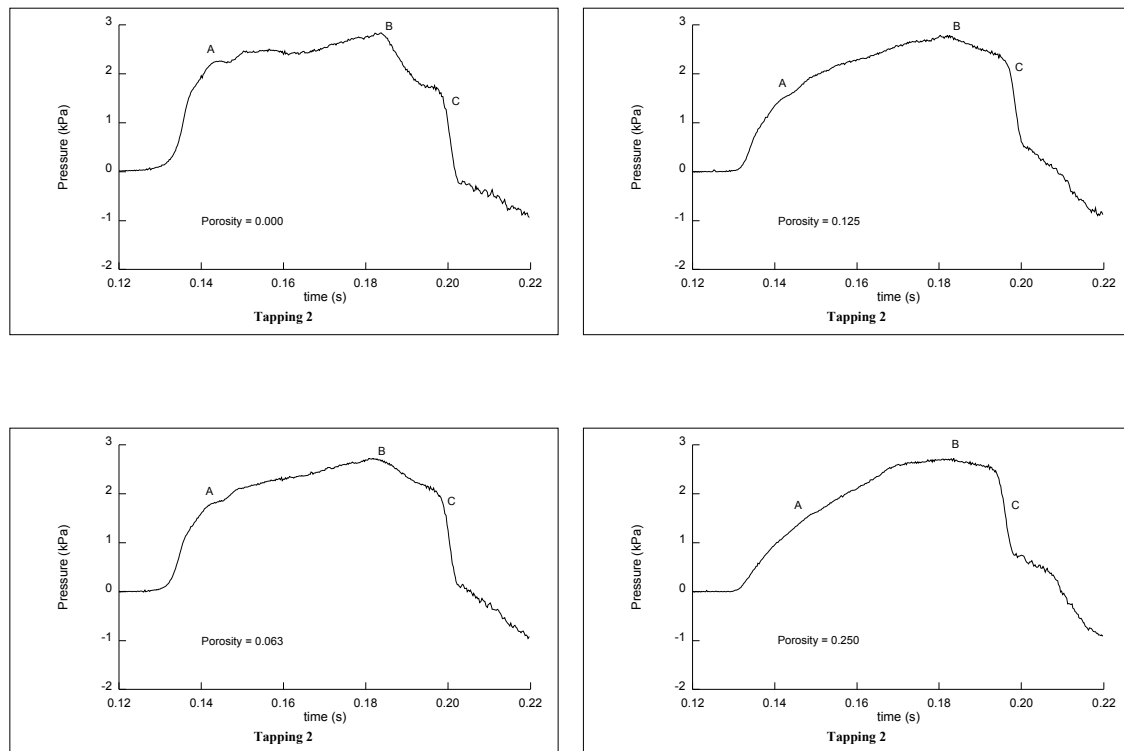 3
2
1
0
-1
-2
Pressure (kPa)
A
B
C
Porosity = 0.000
0.12 0.14 0.16 0.18 0.20 0.22
time (s)
Tapping 2
3
2
1
0
-1
-2
Pressure (kPa)
A
B
C
Porosity = 0.125
0.12 0.14 0.16 0.18 0.20 0.22
time (s)
Tapping 2
3
2
1
0
-1
-2
Pressure (kPa)
A
B
C
Porosity = 0.063
0.12 0.14 0.16 0.18 0.20 0.22
time (s)
Tapping 2
3
2
1
0
-1
-2
Pressure (kPa)
A
B
C
Porosity = 0.250
0.12 0.14 0.16 0.18 0.20 0.22
time (s)
Tapping 2